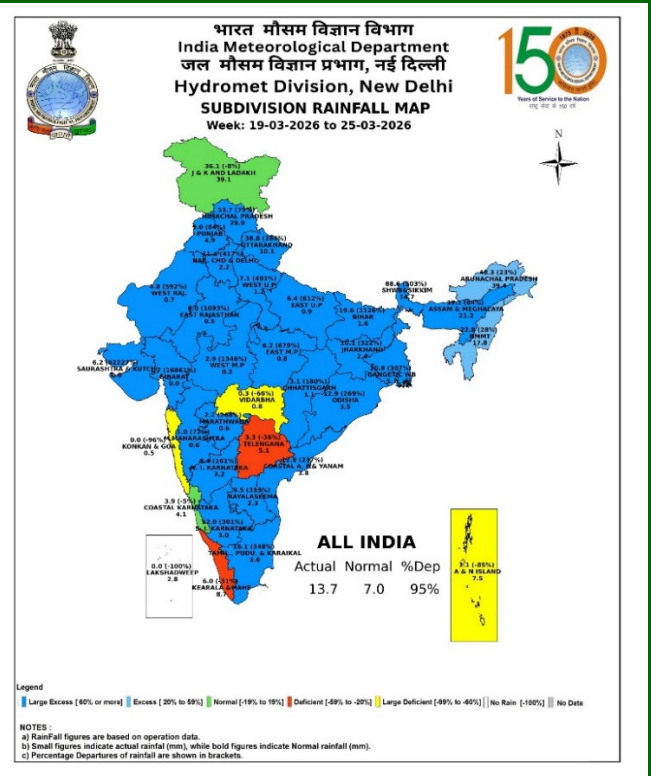 भारत मौसम विज्ञान विभाग
India Meteorological Department
जल मौसम विज्ञान प्रभाग, नई दिल्ली
Hydromet Division, New Delhi
SUBDIVISION RAINFALL MAP
Week: 19-03-2026 to 25-03-2026
150
Years of Service to the Nation
N
36.1 (-8%)
J & K AND LADAKH
39.1
HIMACHAL PRADESH
29.9
PUNJAB
4.9
UTTARAKHAND
10.1
2.2
WEST U.P.
4.8 (592%)
WEST RAJ.
0.7
EAST RAJASTHAN
6.4 (612%)
EAST U.P
0.9
88.6 (503%)
14.7
48.3 (23%)
ARUNACHAL PRADESH
39.4
ASSAM & MEGHALAYA
21.2
22.8 (28%)
NMMT
17.8
BIHAR
1.6
JHARKHAND
GANGETIC WB
SAURASHTRA & KUTCH
GUJARAT
0.0
2.9 (1346%)
WEST M.P
0.2
6.2 (679%)
EAST M.P
0.8
3.1 (180%)
CHHATTISGARH
1.1
12.9 (269%)
ODISHA
3.5
0.3 (-66%)
VIDARBHA
0.8
MARATHWADA
0.6
0.6
0.0 (-96%)
KONKAN & GOA
0.5
3.3 (-36%)
TELENGANA
5.1
N. I. KARNATAKA
3.2
COASTAL A. P.& YANAM
3.8
RAYALASEEMA
2.3
3.9 (-5%)
COASTAL KARNATAKA
4.1
12.0 (301%)
S. I. KARNATAKA
3.0
TAMIL., PUDU. & KARAIKAL
3.6
6.0 (-31%)
KEARALA & MAHE
8.7
0.0 (-100%)
LAKSHADWEEP
2.8
1.1 (-85%)
A & N ISLAND
7.5
ALL INDIA
Actual Normal %Dep
13.7 7.0 95%
Legend
Large Excess [ 60% or more] Excess [ 20% to 59%] Normal [-19% to 19%] Deficient [-59% to -20%] Large Deficient [-99% to -60%] No Rain [-100%] No Data
NOTES :
a) RainFall figures are based on operation data.
b) Small figures indicate actual rainfal (mm), while bold figures indicate Normal rainfall (mm).
c) Percentage Departures of rainfall are shown in brackets.